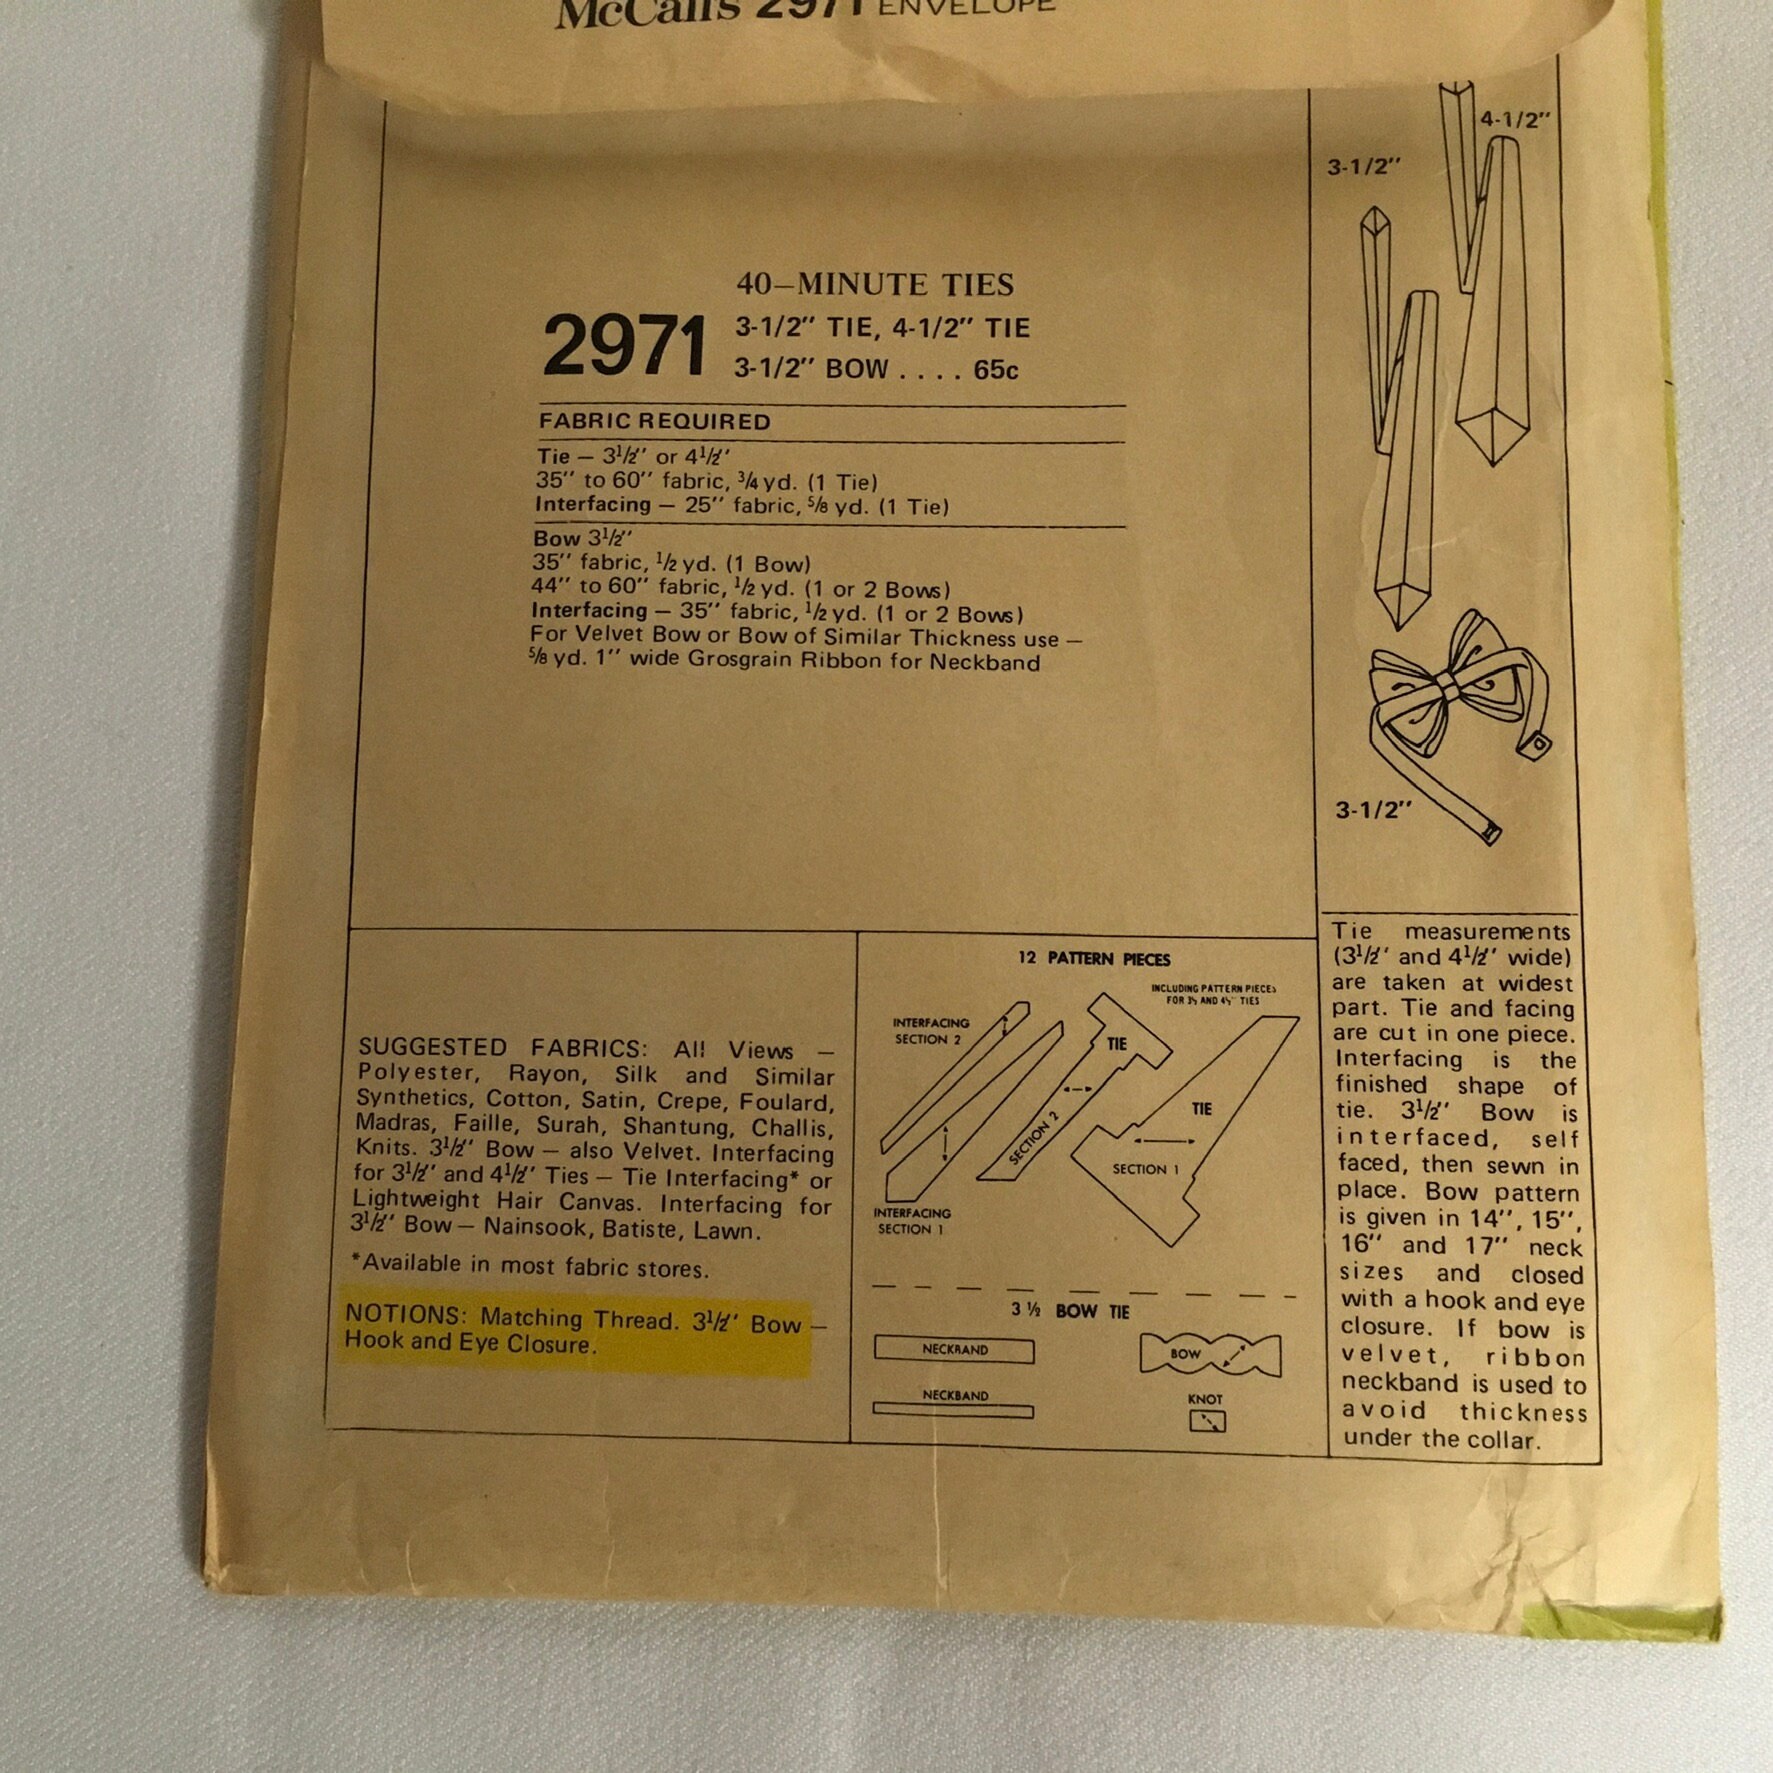 McCall's 2971 ENVELOPE
40—MINUTE TIES
2971
3-1/2″ TIE, 4-1/2″ TIE
3-1/2″ BOW . . . . 65c
FABRIC REQUIRED
Tie — 3½″ or 4½″
35″ to 60″ fabric, ¾ yd. (1 Tie)
Interfacing — 25″ fabric, ⅝ yd. (1 Tie)
Bow 3½″
35″ fabric, ½ yd. (1 Bow)
44″ to 60″ fabric, ½ yd. (1 or 2 Bows)
Interfacing — 35″ fabric, ½ yd. (1 or 2 Bows)
For Velvet Bow or Bow of Similar Thickness use —
⅝ yd. 1″ wide Grosgrain Ribbon for Neckband
4-1/2″
3-1/2″
3-1/2″
SUGGESTED FABRICS: All Views —
Polyester, Rayon, Silk and Similar
Synthetics, Cotton, Satin, Crepe, Foulard,
Madras, Faille, Surah, Shantung, Challis,
Knits. 3½″ Bow — also Velvet. Interfacing
for 3½″ and 4½″ Ties — Tie Interfacing* or
Lightweight Hair Canvas. Interfacing for
3½″ Bow — Nainsook, Batiste, Lawn.
*Available in most fabric stores.
NOTIONS: Matching Thread. 3½″ Bow —
Hook and Eye Closure.
12 PATTERN PIECES
INCLUDING PATTERN PIECES
FOR 3½ AND 4½″ TIES
INTERFACING
SECTION 2
TIE
SECTION 2
TIE
SECTION 1
INTERFACING
SECTION 1
3 ½ BOW TIE
NECKBAND
BOW
NECKBAND
KNOT
Tie measurements
(3½″ and 4½″ wide)
are taken at widest
part. Tie and facing
are cut in one piece.
Interfacing is the
finished shape of
tie. 3½″ Bow is
interfaced, self
faced, then sewn in
place. Bow pattern
is given in 14″, 15″,
16″ and 17″ neck
sizes and closed
with a hook and eye
closure. If bow is
velvet, ribbon
neckband is used to
avoid thickness
under the collar.